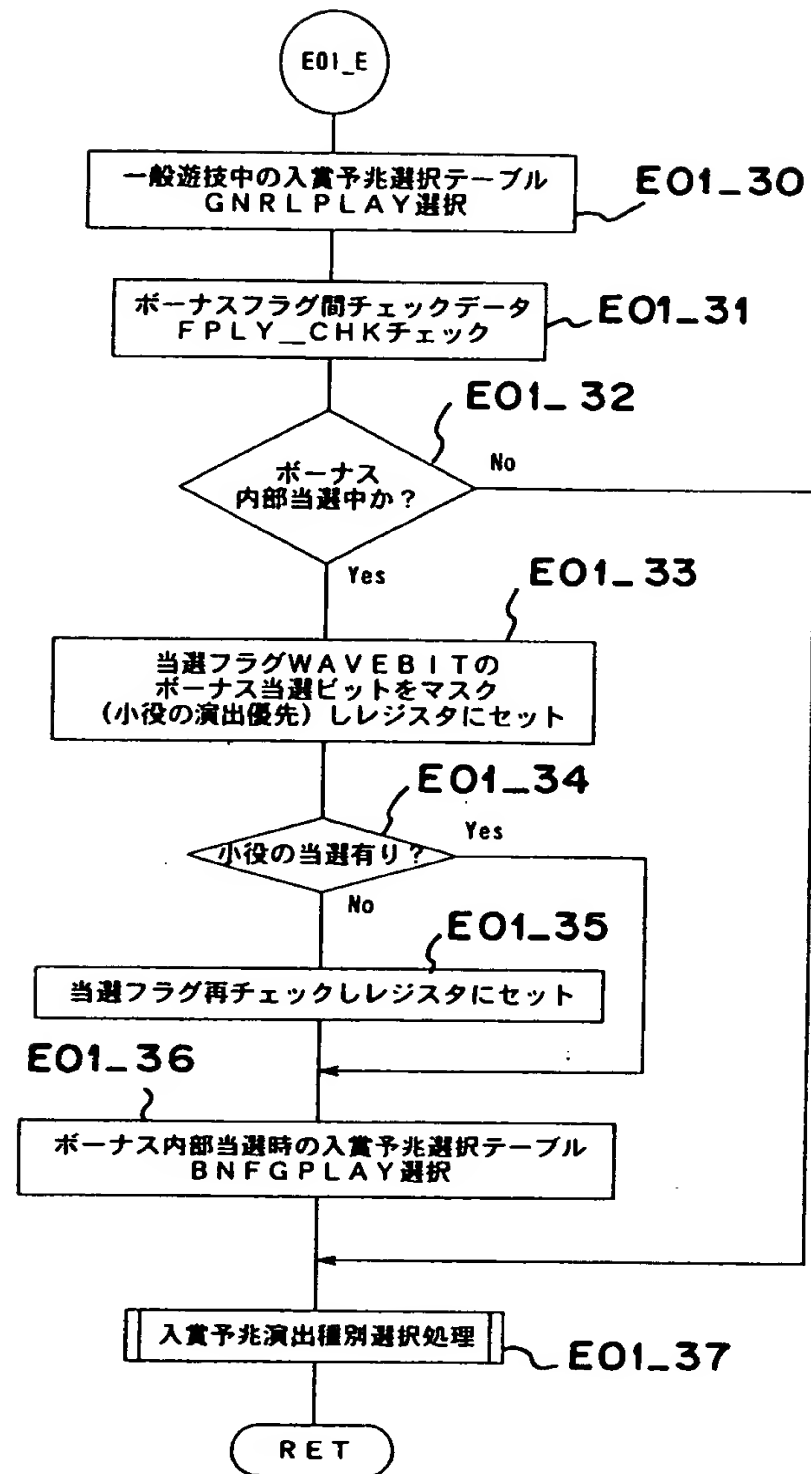 E01_E
一般遊技中の入賞予兆選択テーブル
GNRLPLAY選択
E01_30
ボーナスフラグ間チェックデータ
FPLY__CHKチェック
E01_31
E01_32
ボーナス
内部当選中か?
No
Yes
E01_33
当選フラグWAVEBITの
ボーナス当選ビットをマスク
(小役の演出優先)しレジスタにセット
E01_34
小役の当選有り?
Yes
No
E01_35
当選フラグ再チェックしレジスタにセット
E01_36
ボーナス内部当選時の入賞予兆選択テーブル
BNFGPLAY選択
入賞予兆演出種別選択処理
E01_37
RET